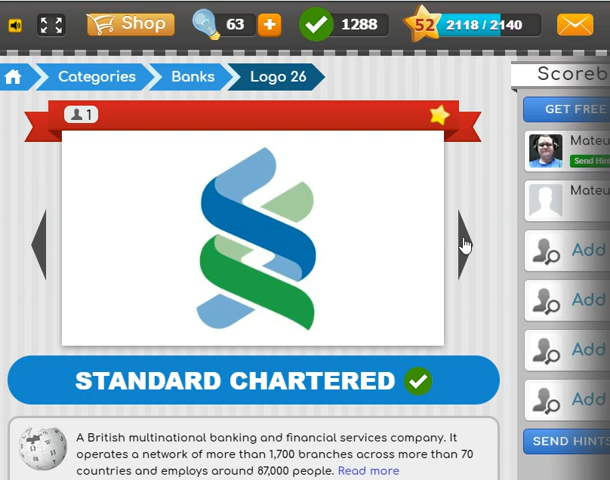 Shop 63 1288 52 2118 / 2140
Categories Banks Logo 26
Scoreb
1
GET FREE
Mateu
Send Hin
Mateu
Add
Add
Add
Add
STANDARD CHARTERED
SEND HINTS
A British multinational banking and financial services company. It
operates a network of more than 1,700 branches across more than 70
countries and employs around 87,000 people. Read more